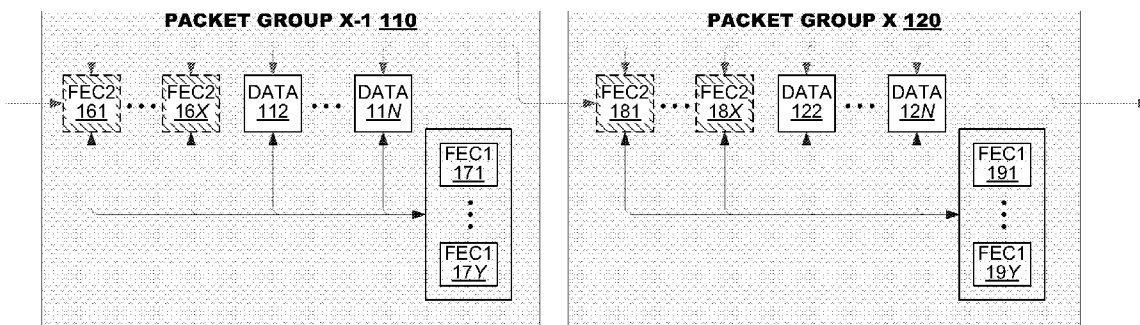 PACKET GROUP X-1 110
FEC2
161
FEC2
16X
DATA
112
DATA
11N
FEC1
171
FEC1
17Y
PACKET GROUP X 120
FEC2
181
FEC2
18X
DATA
122
DATA
12N
FEC1
191
FEC1
19Y